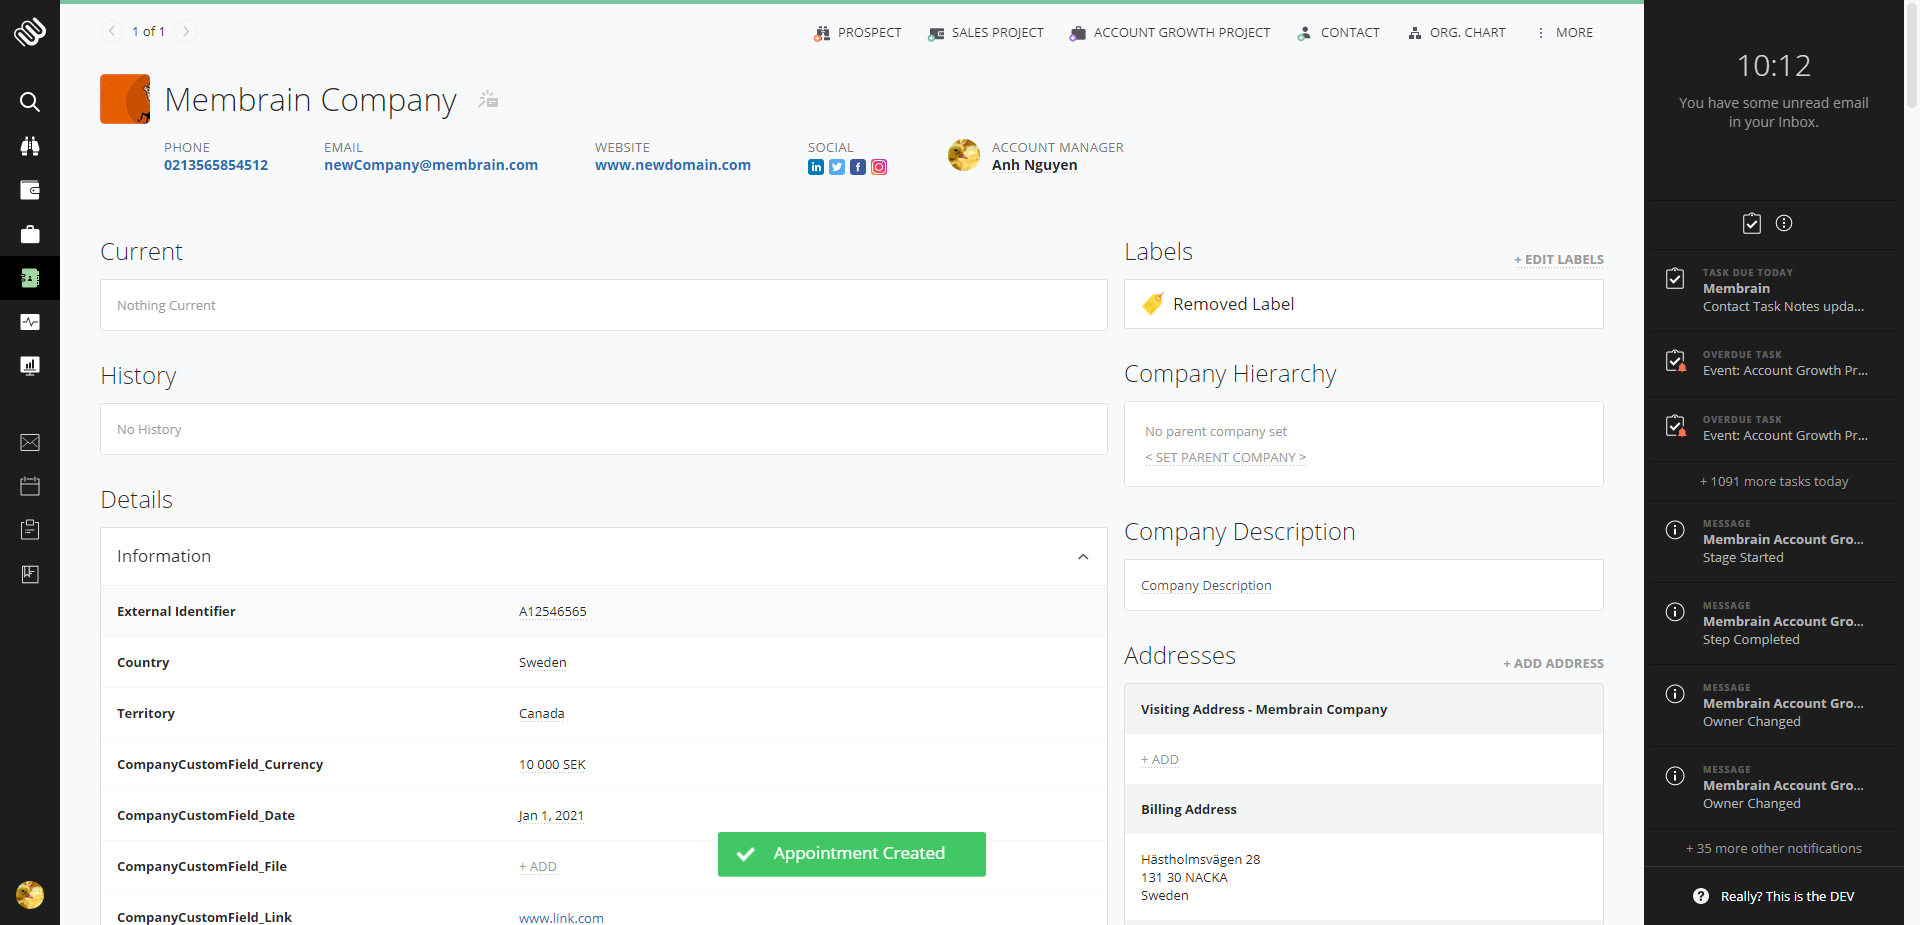 1 of 1
PROSPECT
SALES PROJECT
ACCOUNT GROWTH PROJECT
CONTACT
ORG. CHART
MORE
Membrain Company
PHONE
0213565854512
EMAIL
newCompany@membrain.com
WEBSITE
www.newdomain.com
SOCIAL
ACCOUNT MANAGER
Anh Nguyen
Current
Nothing Current
History
No History
Details
Information
External Identifier
A12546565
Country
Sweden
Territory
Canada
CompanyCustomField_Currency
10 000 SEK
CompanyCustomField_Date
Jan 1, 2021
CompanyCustomField_File
+ ADD
CompanyCustomField_Link
www.link.com
Appointment Created
Labels
+ EDIT LABELS
Removed Label
Company Hierarchy
No parent company set
< SET PARENT COMPANY >
Company Description
Company Description
Addresses
+ ADD ADDRESS
Visiting Address - Membrain Company
+ ADD
Billing Address
Hästholmsvägen 28
131 30 NACKA
Sweden
10:12
You have some unread email
in your Inbox.
TASK DUE TODAY
Membrain
Contact Task Notes upda...
OVERDUE TASK
Event: Account Growth Pr...
OVERDUE TASK
Event: Account Growth Pr...
+ 1091 more tasks today
MESSAGE
Membrain Account Gro...
Stage Started
MESSAGE
Membrain Account Gro...
Step Completed
MESSAGE
Membrain Account Gro...
Owner Changed
MESSAGE
Membrain Account Gro...
Owner Changed
+ 35 more other notifications
Really? This is the DEV